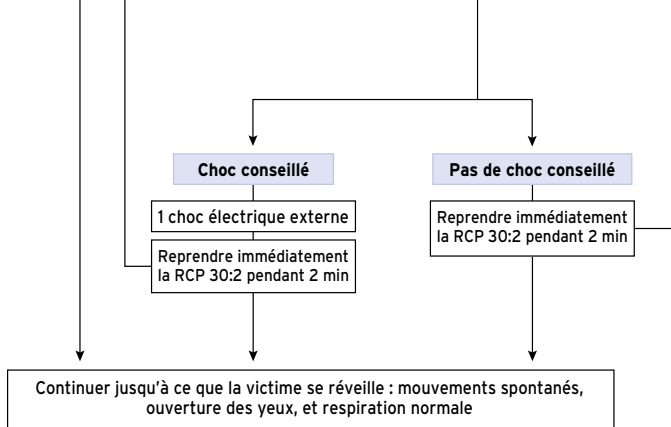 Choc conseillé
1 choc électrique externe
Reprendre immédiatement
la RCP 30:2 pendant 2 min
Pas de choc conseillé
Reprendre immédiatement
la RCP 30:2 pendant 2 min
Continuer jusqu'à ce que la victime se réveille : mouvements spontanés,
ouverture des yeux, et respiration normale